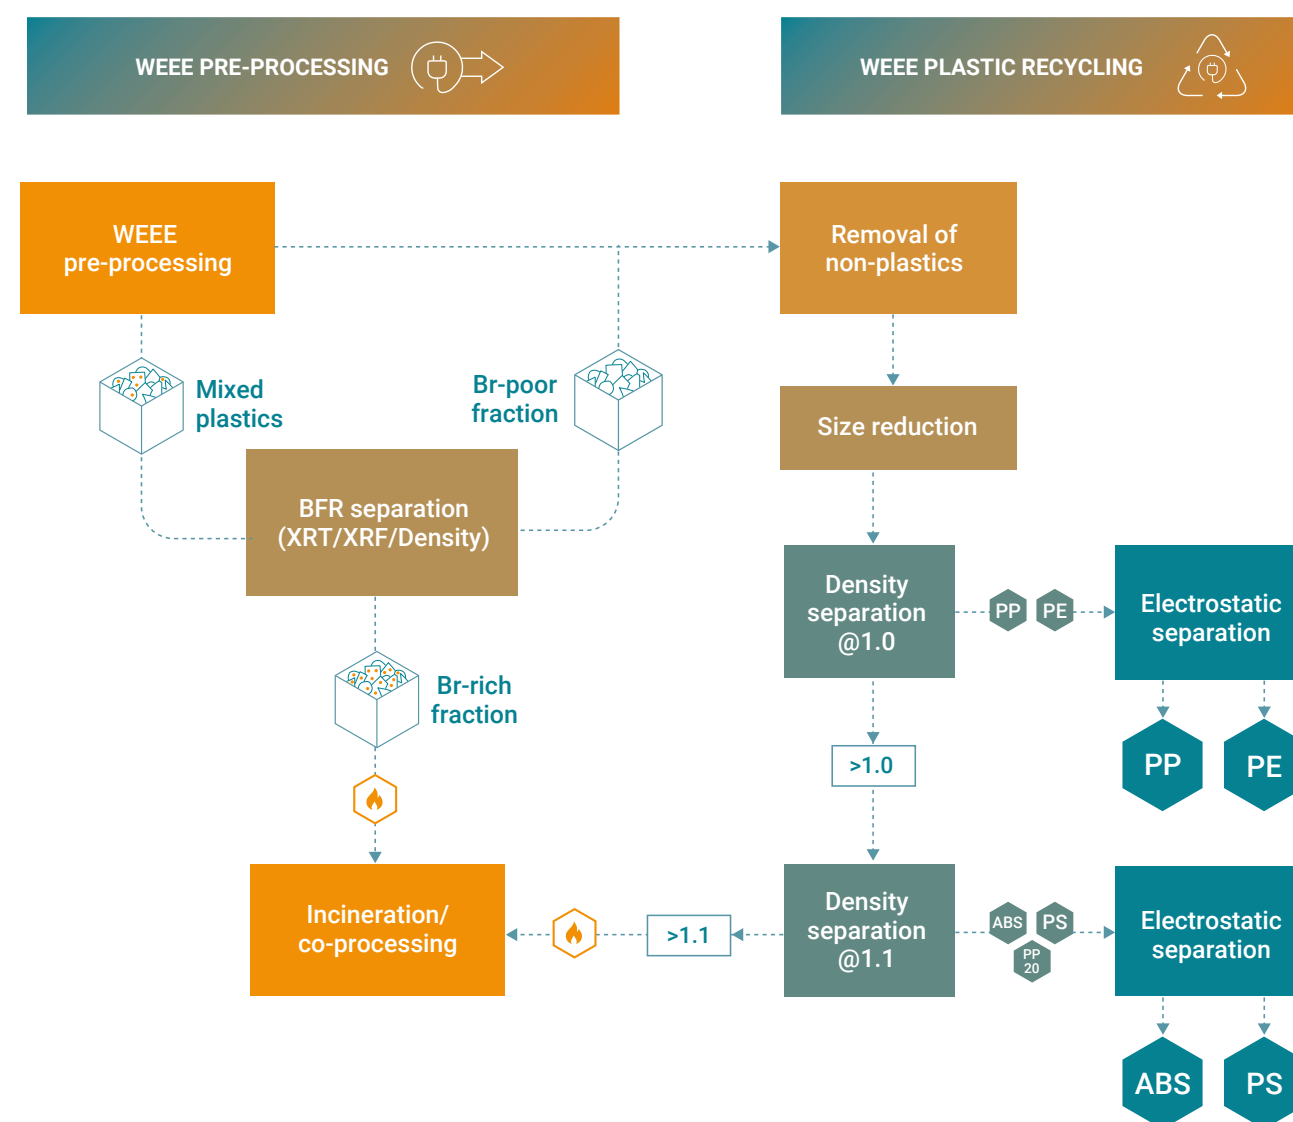 WEEE PRE-PROCESSING
WEEE PLASTIC RECYCLING
WEEE
pre-processing
Removal of
non-plastics
Mixed
plastics
Br-poor
fraction
Size reduction
BFR separation
(XRT/XRF/Density)
Density
separation
@1.0
PP
PE
Electrostatic
separation
Br-rich
fraction
PP
PE
>1.0
Incineration/
co-processing
>1.1
Density
separation
@1.1
ABS
PS
PP
20
Electrostatic
separation
ABS
PS